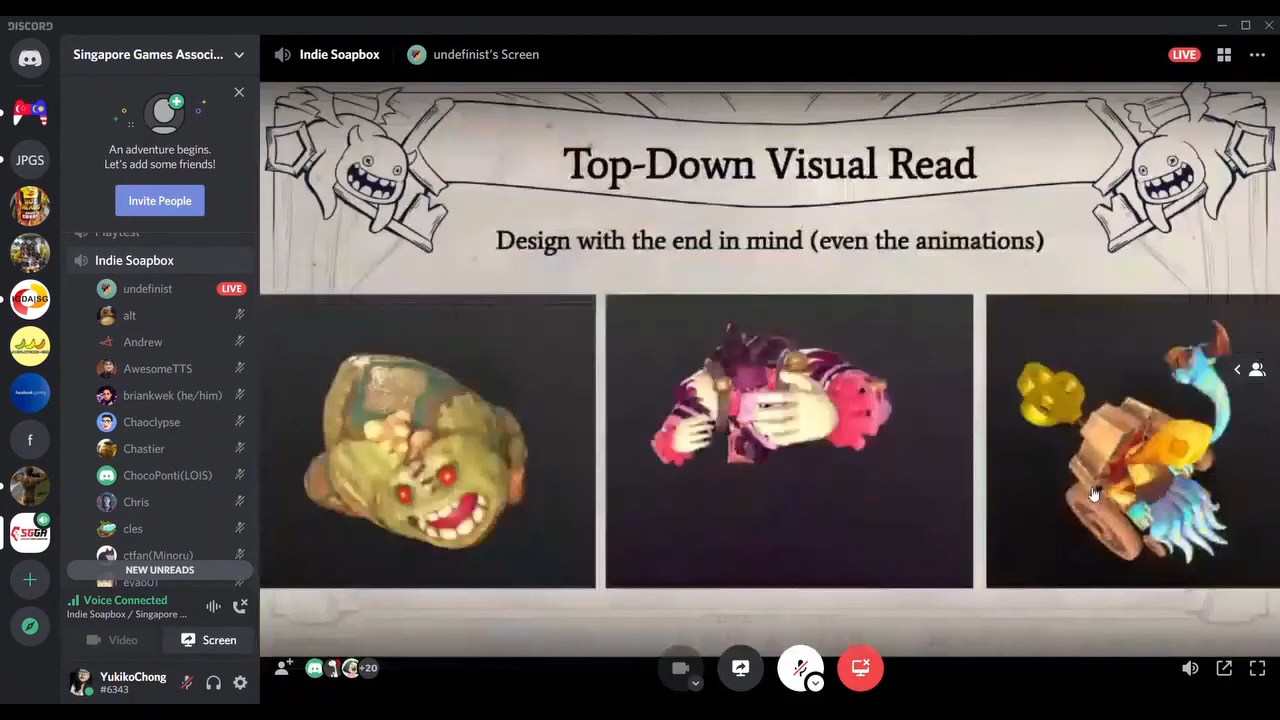 DISCORD
Singapore Games Associ...
An adventure begins.
Let's add some friends!
Invite People
Playtest
Indie Soapbox
undefinist
LIVE
alt
Andrew
AwesomeTTS
briankwek (he/him)
Chaoclypse
Chastier
ChocoPonti(LOIS)
Chris
cles
ctfan(Minoru)
NEW UNREADS
Voice Connected
Indie Soapbox / Singapore ...
Video
Screen
YukikoChong
#6343
JPGS
f
Indie Soapbox
undefinist's Screen
LIVE
Top-Down Visual Read
Design with the end in mind (even the animations)
+20